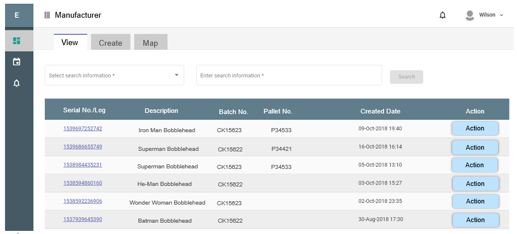 E
Manufacturer
Wilson
View Create Map
Select search information * Enter search information * Search
Serial No./Log Description Batch No. Pallet No. Created Date Action
1539697252742 Iron Man Bobblehead CK15623 P34533 09-Oct-2018 19:40 Action
1539686655749 Superman Bobblehead CK15622 P34421 16-Oct-2018 16:14 Action
1538984435231 Superman Bobblehead CK15623 P34533 05-Oct-2018 13:10 Action
1538594860160 He-Man Bobblehead CK15622 03-Oct-2018 15:27 Action
1538592236906 Wonder Woman Bobblehead CK15623 02-Oct-2018 23:35 Action
1537939645390 Batman Bobblehead CK15622 30-Aug-2018 17:30 Action